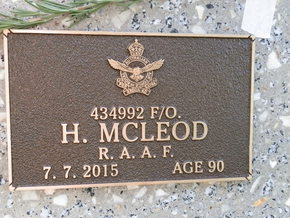 434992 F/O.
H. MCLEOD
R. A. A. F.
7. 7. 2015 AGE 90